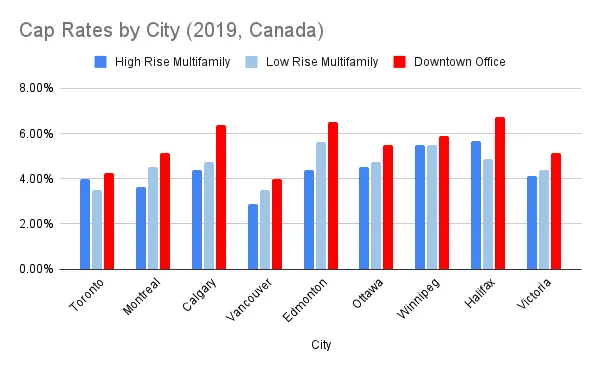 Cap Rates by City (2019, Canada)
High Rise Multifamily Low Rise Multifamily Downtown Office
8.00%
6.00%
4.00%
2.00%
0.00%
Toronto Montreal Calgary Vancouver Edmonton Ottawa Winnipeg Halifax Victoria
City